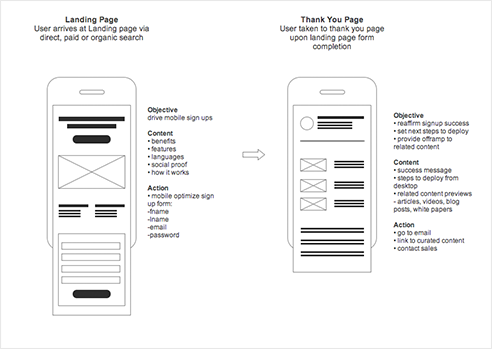 Landing Page
User arrives at Landing page via
direct, paid or organic search
Objective
drive mobile sign ups
Content
• benefits
• features
• languages
• social proof
• how it works
Action
• mobile optimize sign
up form:
-fname
-lname
-email
-password
Thank You Page
User taken to thank you page
upon landing page form
completion
Objective
• reaffirm signup success
• set next steps to deploy
• provide offramp to
related content
Content
• success message
• steps to deploy from
desktop
• related content previews
- articles, videos, blog
posts, white papers
Action
• go to email
• link to curated content
• contact sales